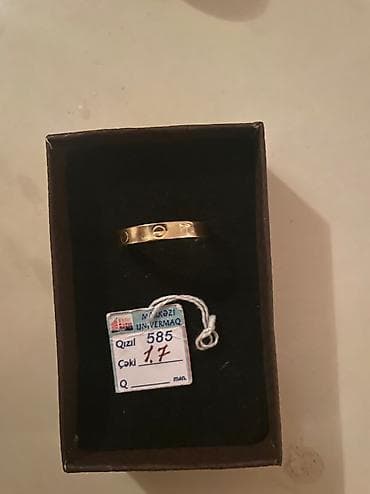 MƏRKƏZİ
UNİVERMAQ
Qızıl 585
Çəki 1.7
Q man.